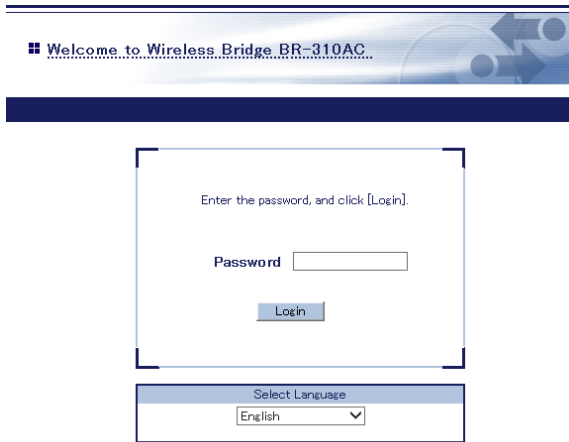 Welcome to Wireless Bridge BR-310AC
Enter the password, and click [Login].
Password
Login
Select Language
English